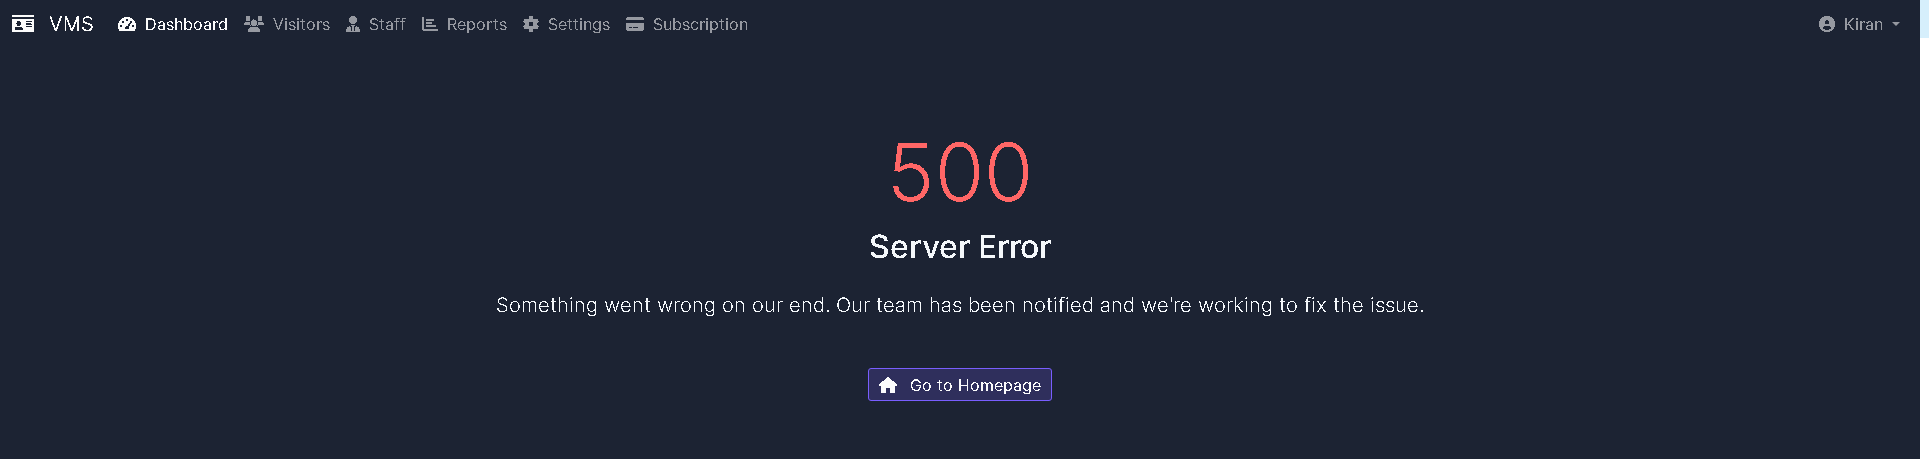 VMS Dashboard Visitors Staff Reports Settings Subscription Kiran
500
Server Error
Something went wrong on our end. Our team has been notified and we're working to fix the issue.
Go to Homepage